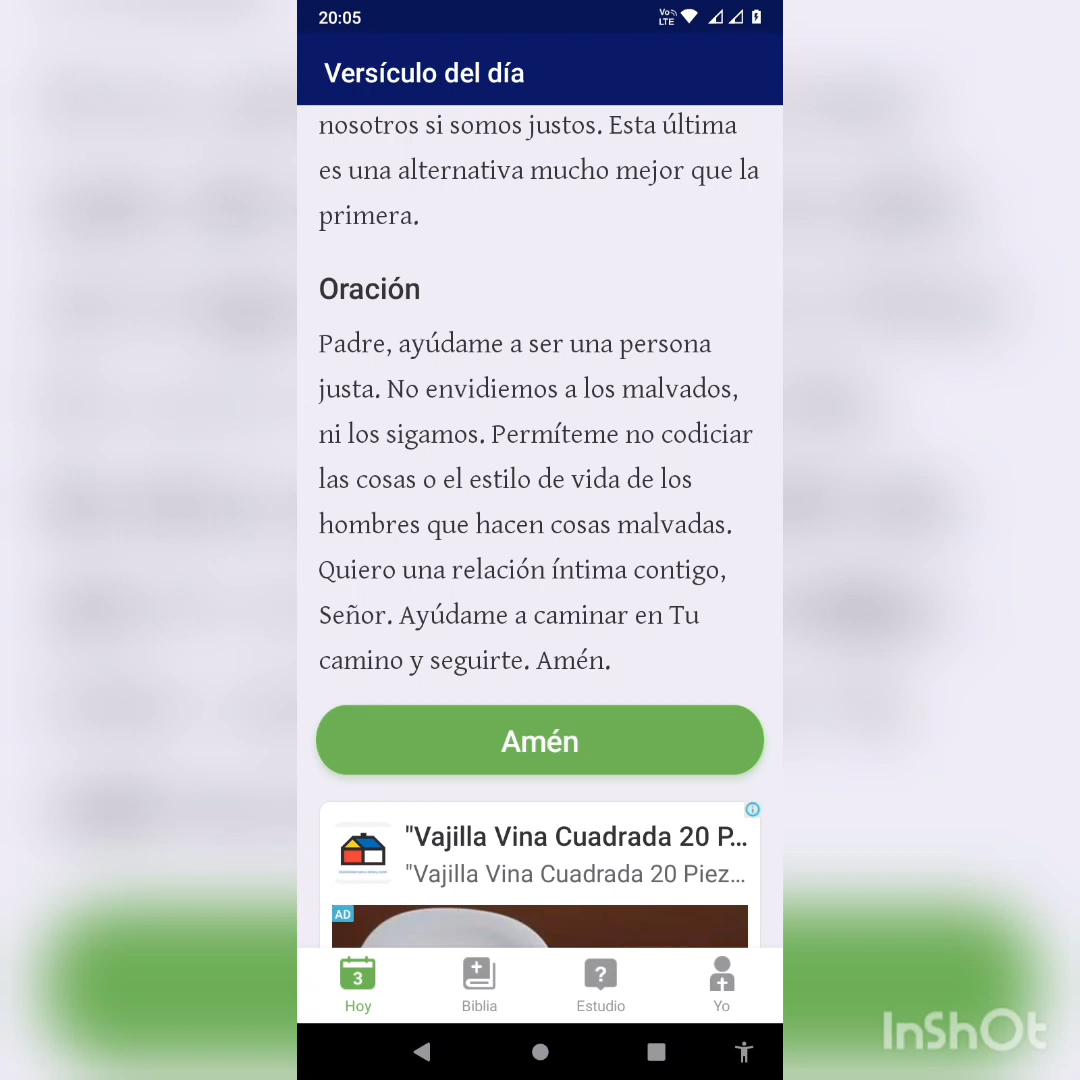 20:05
Vo
LTE
Versículo del día
nosotros si somos justos. Esta última
es una alternativa mucho mejor que la
primera.
Oración
Padre, ayúdame a ser una persona
justa. No envidiemos a los malvados,
ni los sigamos. Permíteme no codiciar
las cosas o el estilo de vida de los
hombres que hacen cosas malvadas.
Quiero una relación íntima contigo,
Señor. Ayúdame a caminar en Tu
camino y seguirte. Amén.
Amén
"Vajilla Vina Cuadrada 20 P...
"Vajilla Vina Cuadrada 20 Piez...
AD
3
?
Hoy Biblia Estudio Yo
InShOt